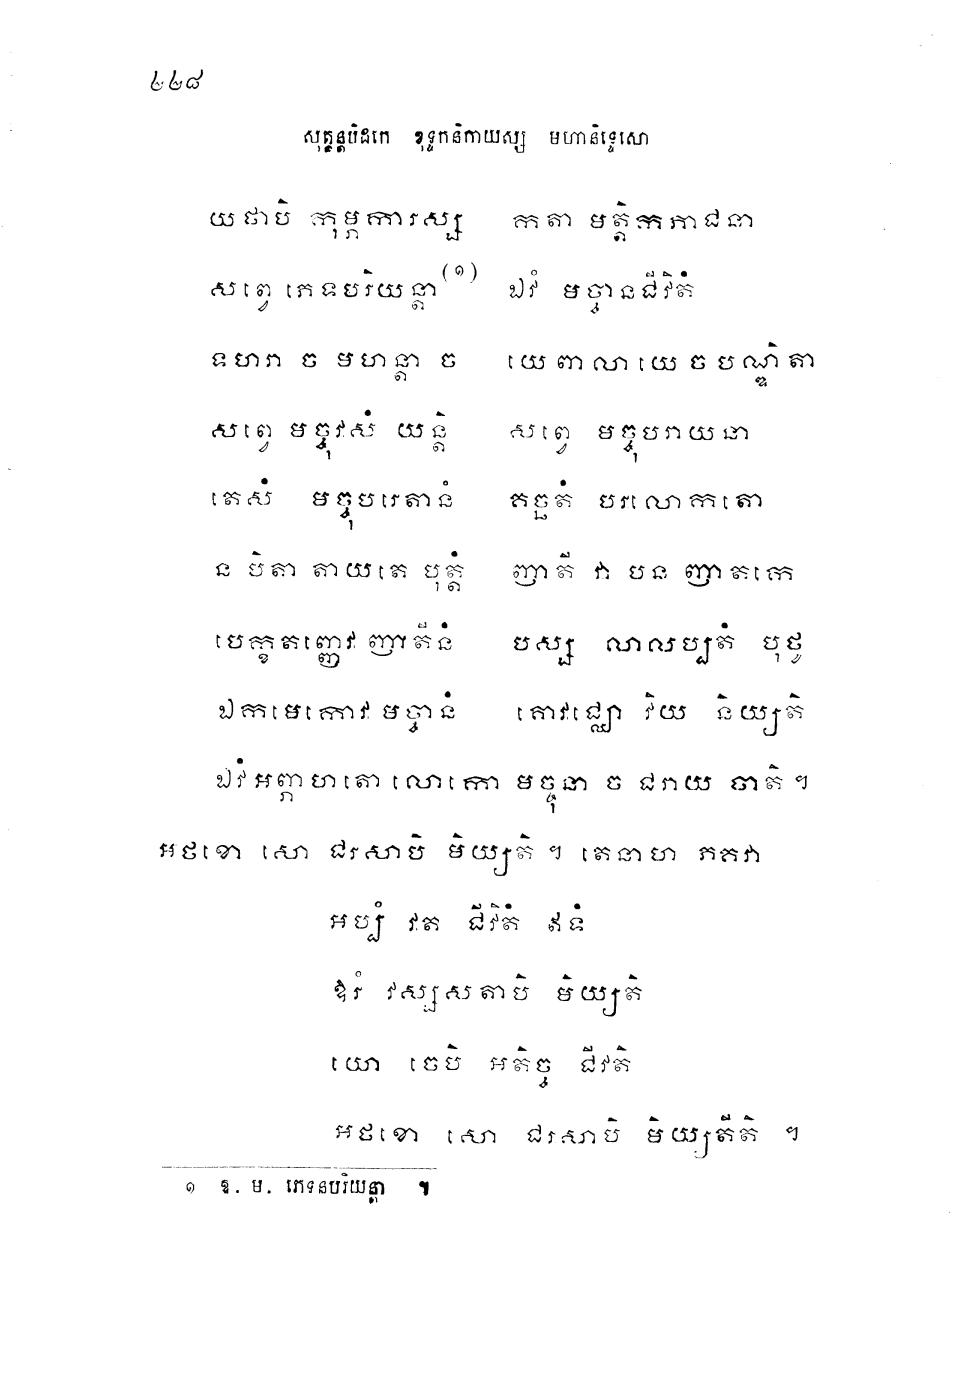 ២២៨
សុត្តន្តបិដកេ ខុទ្ទកនិកាយស្ស មហានិទ្ទេសោ
យថាបិ កុម្ភការស្ស កតា មត្តិកភាជនា
សព្វេ ភេទបរិយន្តា (១) ឯវំ មច្ចានជីវិតំ
ទហរា ច មហន្តា ច យេ ពាលា យេ ច បណ្ឌិតា
សព្វេ មច្ចុវសំ យន្តិ សព្វេ មច្ចុបរាយនា
តេសំ មច្ចុបរេតានំ គច្ឆតំ បរលោកតោ
ន បិតា តាយតេ បុត្តំ ញាតី វា បន ញាតកេ
បេក្ខតញ្ញេវ ញាតីនំ បស្ស លាលប្បតំ បុថូ
ឯកមេកោវ មច្ចានំ គោវជ្ឈោ វិយ និយ្យតិ
ឯវំអព្ភាហតោ លោកោ មច្ចុនា ច ជរាយ ចាតិ ។
អថខោ សោ ជរសាបិ មិយ្យតិ ។ តេនាហ ភគវា
អប្បំ វត ជីវិតំ ឥទំ
ឱរំ វស្សសតាបិ មិយ្យតិ
យោ ចេបិ អតិច្ច ជីវតិ
អថខោ សោ ជរសាបិ មិយ្យតីតិ ។
១ ឱ. ម. ភេទនបរិយន្តា ។